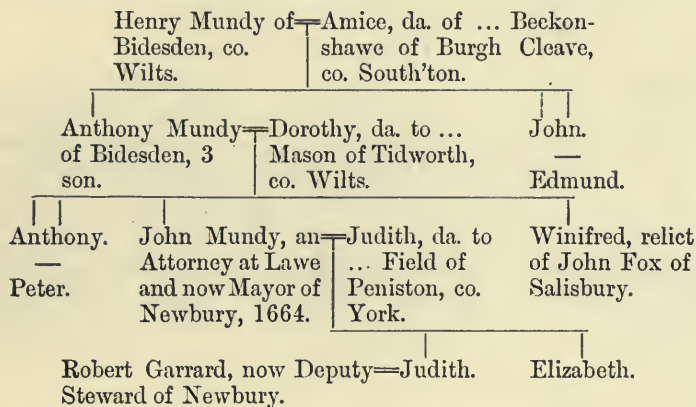 Henry Mundy of Amice, da. of ... Beckon-
Bidesden, co. shawe of Burgh Cleave,
Wilts. co. South'ton.
Anthony Mundy Dorothy, da. to ... John.
of Bidesden, 3 Mason of Tidworth, —
son. co. Wilts. Edmund.
Anthony. John Mundy, an Judith, da. to Winifred, relict
— Attorney at Lawe ... Field of of John Fox of
Peter. and now Mayor of Peniston, co. Salisbury.
Newbury, 1664. York.
Robert Garrard, now Deputy=Judith. Elizabeth.
Steward of Newbury.